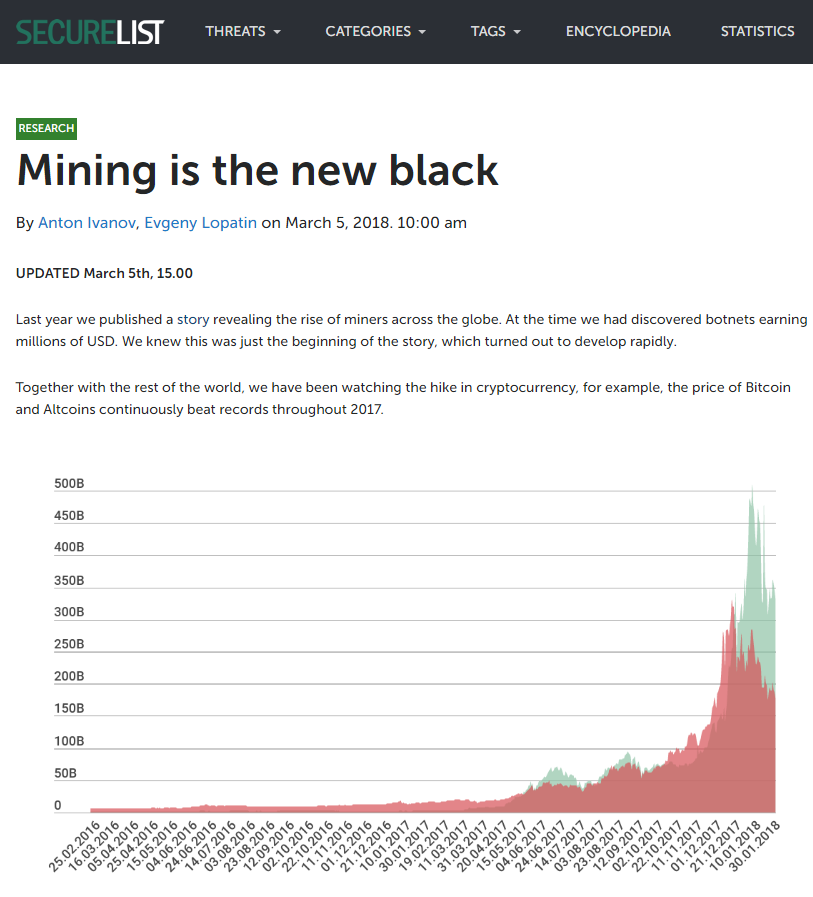 SECURELIST THREATS CATEGORIES TAGS ENCYCLOPEDIA STATISTICS
RESEARCH
Mining is the new black
By Anton Ivanov, Evgeny Lopatin on March 5, 2018. 10:00 am
UPDATED March 5th, 15.00
Last year we published a story revealing the rise of miners across the globe. At the time we had discovered botnets earning
millions of USD. We knew this was just the beginning of the story, which turned out to develop rapidly.
Together with the rest of the world, we have been watching the hike in cryptocurrency, for example, the price of Bitcoin
and Altcoins continuously beat records throughout 2017.
500B
450B
400B
350B
300B
250B
200B
150B
100B
50B
0
25.02.2016
16.03.2016
05.04.2016
25.04.2016
15.05.2016
04.06.2016
24.06.2016
14.07.2016
03.08.2016
23.08.2016
12.09.2016
02.10.2016
22.10.2016
11.11.2016
01.12.2016
21.12.2016
10.01.2017
30.01.2017
19.02.2017
11.03.2017
31.03.2017
20.04.2017
15.05.2017
04.06.2017
24.06.2017
14.07.2017
03.08.2017
23.08.2017
12.09.2017
02.10.2017
22.10.2017
11.11.2017
01.12.2017
21.12.2017
10.01.2018
30.01.2018